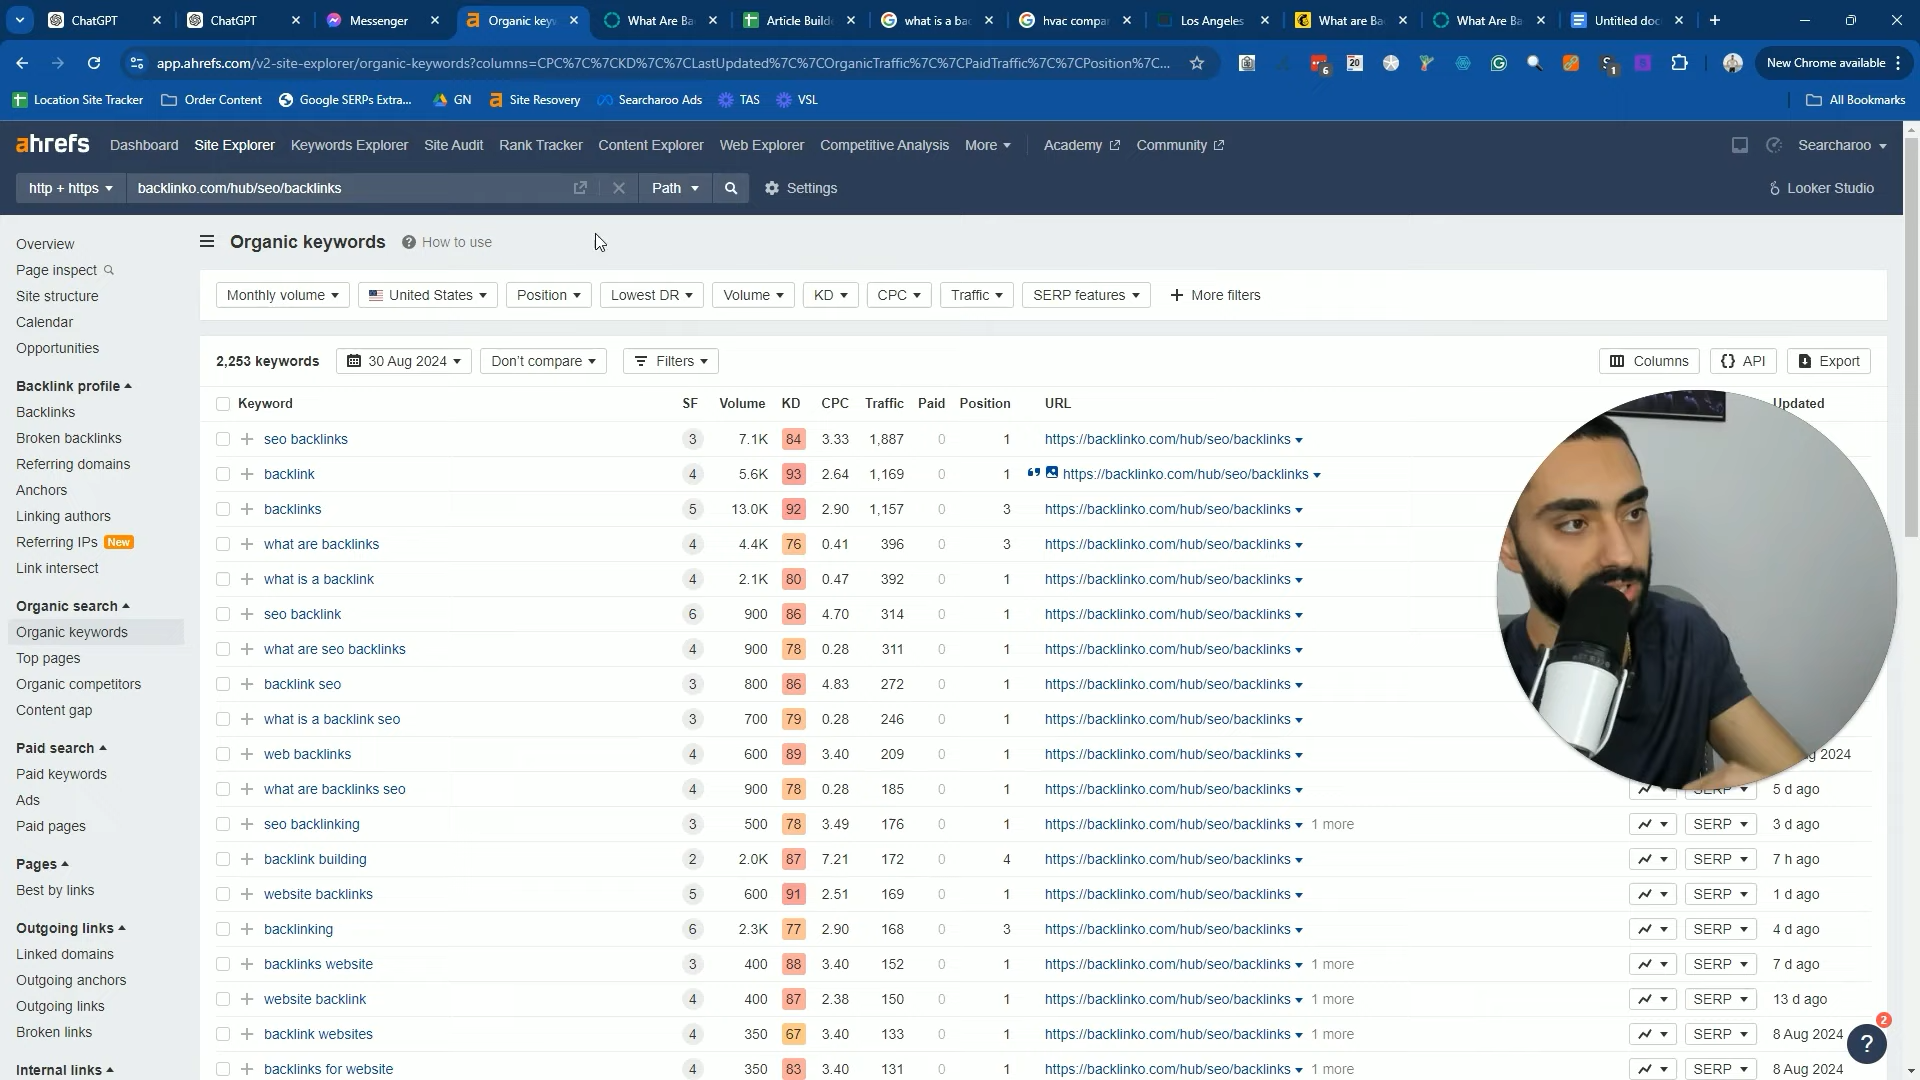 ChatGPT ChatGPT Messenger Organic key What Are Ba Article Builde what is a bac hvac compar Los Angeles What are Ba What Are Ba Untitled doc
app.ahrefs.com/v2-site-explorer/organic-keywords?columns=CPC%7C%7CKD%7C%7CLastUpdated%7C%7COrganicTraffic%7C%7CPaidTraffic%7C%7CPosition%7C... 6 20 1 New Chrome available
Location Site Tracker Order Content Google SERPs Extra... GN Site Recovery Searcharoo Ads TAS VSL All Bookmarks
ahrefs Dashboard Site Explorer Keywords Explorer Site Audit Rank Tracker Content Explorer Web Explorer Competitive Analysis More Academy Community Searcharoo
http + https backlinko.com/hub/seo/backlinks Path Settings Looker Studio
Overview
Page inspect
Site structure
Calendar
Opportunities
Backlink profile
Backlinks
Broken backlinks
Referring domains
Anchors
Linking authors
Referring IPs New
Link intersect
Organic search
Organic keywords
Top pages
Organic competitors
Content gap
Paid search
Paid keywords
Ads
Paid pages
Pages
Best by links
Outgoing links
Linked domains
Outgoing anchors
Outgoing links
Broken links
Internal links
Organic keywords ? How to use
Monthly volume United States Position Lowest DR Volume KD CPC Traffic SERP features + More filters
2,253 keywords 30 Aug 2024 Don't compare Filters Columns {} API Export
Keyword SF Volume KD CPC Traffic Paid Position URL Updated
+ seo backlinks 3 7.1K 84 3.33 1,887 0 1 https://backlinko.com/hub/seo/backlinks
+ backlink 4 5.6K 93 2.64 1,169 0 1 https://backlinko.com/hub/seo/backlinks
+ backlinks 5 13.0K 92 2.90 1,157 0 3 https://backlinko.com/hub/seo/backlinks
+ what are backlinks 4 4.4K 76 0.41 396 0 3 https://backlinko.com/hub/seo/backlinks
+ what is a backlink 4 2.1K 80 0.47 392 0 1 https://backlinko.com/hub/seo/backlinks
+ seo backlink 6 900 86 4.70 314 0 1 https://backlinko.com/hub/seo/backlinks
+ what are seo backlinks 4 900 78 0.28 311 0 1 https://backlinko.com/hub/seo/backlinks
+ backlink seo 3 800 86 4.83 272 0 1 https://backlinko.com/hub/seo/backlinks
+ what is a backlink seo 3 700 79 0.28 246 0 1 https://backlinko.com/hub/seo/backlinks
+ web backlinks 4 600 89 3.40 209 0 1 https://backlinko.com/hub/seo/backlinks 2024
+ what are backlinks seo 4 900 78 0.28 185 0 1 https://backlinko.com/hub/seo/backlinks SERP 5 d ago
+ seo backlinking 3 500 78 3.49 176 0 1 https://backlinko.com/hub/seo/backlinks 1 more SERP 3 d ago
+ backlink building 2 2.0K 87 7.21 172 0 4 https://backlinko.com/hub/seo/backlinks SERP 7 h ago
+ website backlinks 5 600 91 2.51 169 0 1 https://backlinko.com/hub/seo/backlinks SERP 1 d ago
+ backlinking 6 2.3K 77 2.90 168 0 3 https://backlinko.com/hub/seo/backlinks SERP 4 d ago
+ backlinks website 3 400 88 3.40 152 0 1 https://backlinko.com/hub/seo/backlinks 1 more SERP 7 d ago
+ website backlink 4 400 87 2.38 150 0 1 https://backlinko.com/hub/seo/backlinks 1 more SERP 13 d ago
+ backlink websites 4 350 67 3.40 133 0 1 https://backlinko.com/hub/seo/backlinks 1 more SERP 8 Aug 2024
+ backlinks for website 4 350 83 3.40 131 0 1 https://backlinko.com/hub/seo/backlinks 1 more SERP 8 Aug 2024
? 2